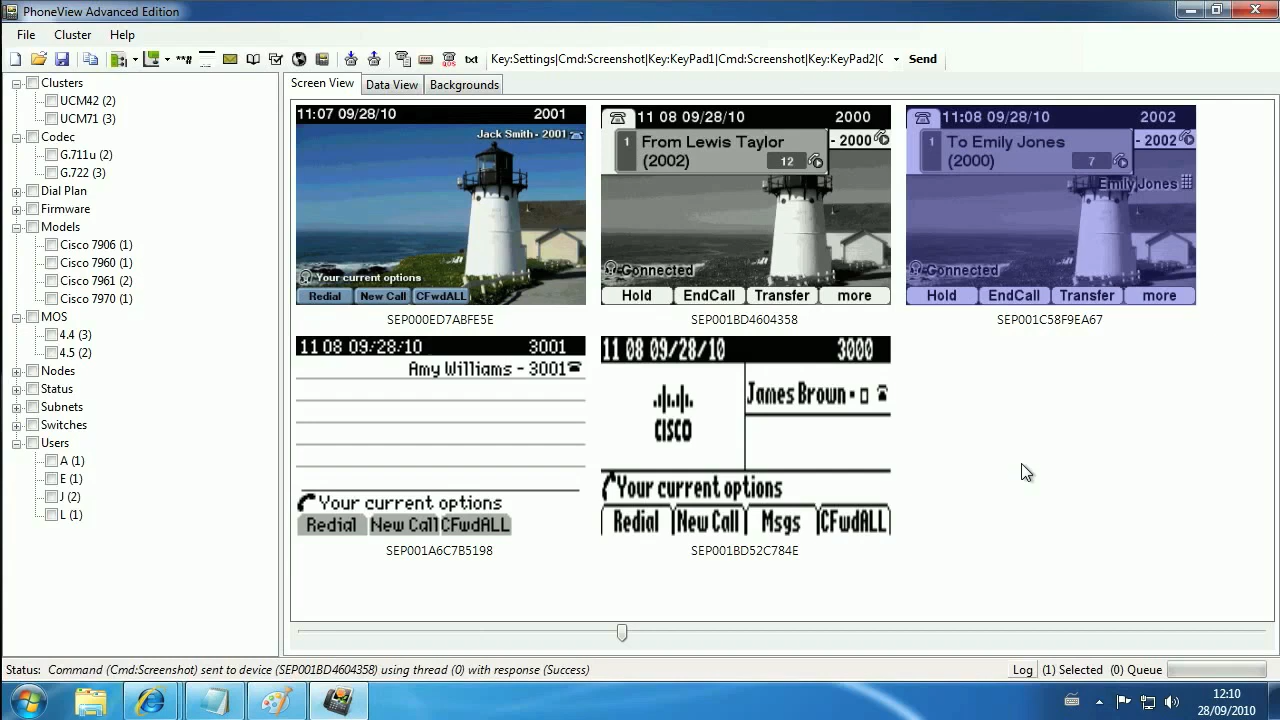 PhoneView Advanced Edition
File Cluster Help
**# txt Key:Settings|Cmd:Screenshot|Key:KeyPad1|Cmd:Screenshot|Key:KeyPad2|C Send
Screen View Data View Backgrounds
Clusters
UCM42 (2)
UCM71 (3)
Codec
G.711u (2)
G.722 (3)
Dial Plan
Firmware
Models
Cisco 7906 (1)
Cisco 7960 (1)
Cisco 7961 (2)
Cisco 7970 (1)
MOS
4.4 (3)
4.5 (2)
Nodes
Status
Subnets
Switches
Users
A (1)
E (1)
J (2)
L (1)
11:07 09/28/10 2001
Jack Smith - 2001
Your current options
Redial New Call CFwdALL
SEP000ED7ABFE5E
11 08 09/28/10 2000
1 From Lewis Taylor - 2000
(2002) 12
Connected
Hold EndCall Transfer more
SEP001BD4604358
11:08 09/28/10 2002
1 To Emily Jones - 2002
(2000) 7
Emily Jones
Connected
Hold EndCall Transfer more
SEP001C58F9EA67
11 08 09/28/10 3001
Amy Williams - 3001
Your current options
Redial New Call CFwdALL
SEP001A6C7B5198
11 08 09/28/10 3000
James Brown -
CISCO
Your current options
Redial New Call Msgs CFwdALL
SEP001BD52C784E
Status: Command (Cmd:Screenshot) sent to device (SEP001BD4604358) using thread (0) with response (Success) Log (1) Selected (0) Queue
12:10
28/09/2010